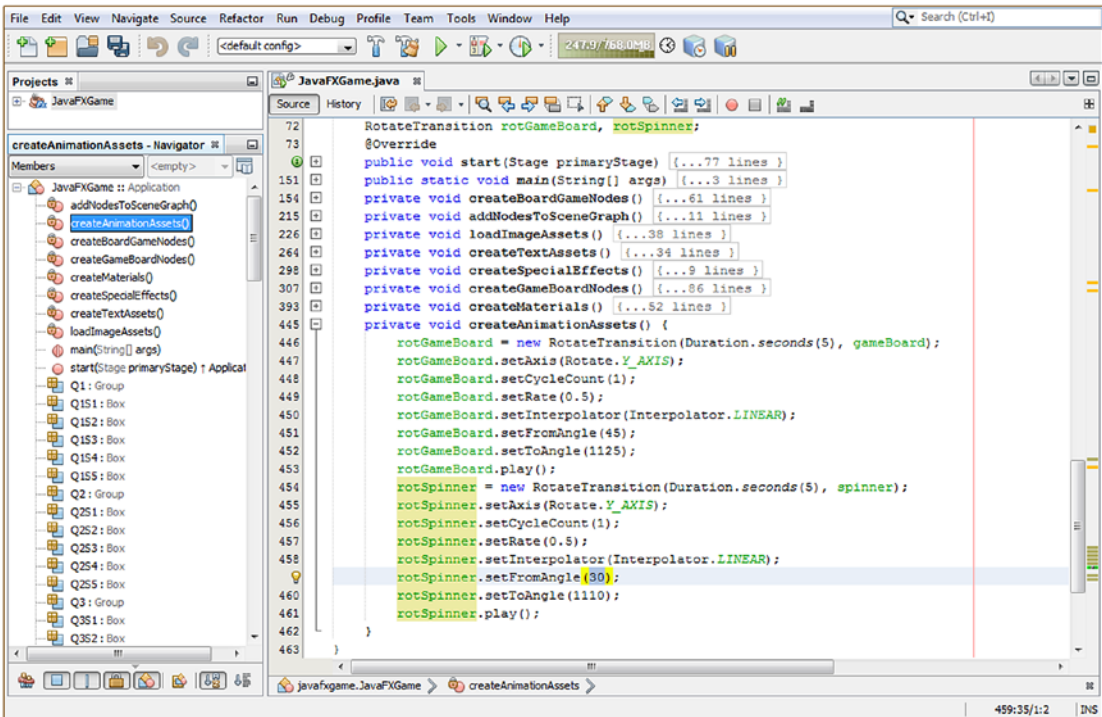 File Edit View Navigate Source Refactor Run Debug Profile Team Tools Window Help
Search (Ctrl+I)
<default config>
247.9/768.0MB
Projects
JavaFXGame
createAnimationAssets - Navigator
Members
<empty>
JavaFXGame :: Application
addNodesToSceneGraph()
createAnimationAssets()
createBoardGameNodes()
createGameBoardNodes()
createMaterials()
createSpecialEffects()
createTextAssets()
loadImageAssets()
main(String[] args)
start(Stage primaryStage) ↑ Applicat
Q1 : Group
Q1S1 : Box
Q1S2 : Box
Q1S3 : Box
Q1S4 : Box
Q1S5 : Box
Q2 : Group
Q2S1 : Box
Q2S2 : Box
Q2S3 : Box
Q2S4 : Box
Q2S5 : Box
Q3 : Group
Q3S1 : Box
Q3S2 : Box
JavaFXGame.java
Source History
72 RotateTransition rotGameBoard, rotSpinner;
73 @Override
public void start(Stage primaryStage) {...77 lines }
151 public static void main(String[] args) {...3 lines }
154 private void createBoardGameNodes() {...61 lines }
215 private void addNodesToSceneGraph() {...11 lines }
226 private void loadImageAssets() {...38 lines }
264 private void createTextAssets() {...34 lines }
298 private void createSpecialEffects() {...9 lines }
307 private void createGameBoardNodes() {...86 lines }
393 private void createMaterials() {...52 lines }
445 private void createAnimationAssets() {
446 rotGameBoard = new RotateTransition(Duration.seconds(5), gameBoard);
447 rotGameBoard.setAxis(Rotate.Y_AXIS);
448 rotGameBoard.setCycleCount(1);
449 rotGameBoard.setRate(0.5);
450 rotGameBoard.setInterpolator(Interpolator.LINEAR);
451 rotGameBoard.setFromAngle(45);
452 rotGameBoard.setToAngle(1125);
453 rotGameBoard.play();
454 rotSpinner = new RotateTransition(Duration.seconds(5), spinner);
455 rotSpinner.setAxis(Rotate.Y_AXIS);
456 rotSpinner.setCycleCount(1);
457 rotSpinner.setRate(0.5);
458 rotSpinner.setInterpolator(Interpolator.LINEAR);
rotSpinner.setFromAngle(30);
460 rotSpinner.setToAngle(1110);
461 rotSpinner.play();
462 }
463 }
javafxgame.JavaFXGame createAnimationAssets
459:35/1:2 INS